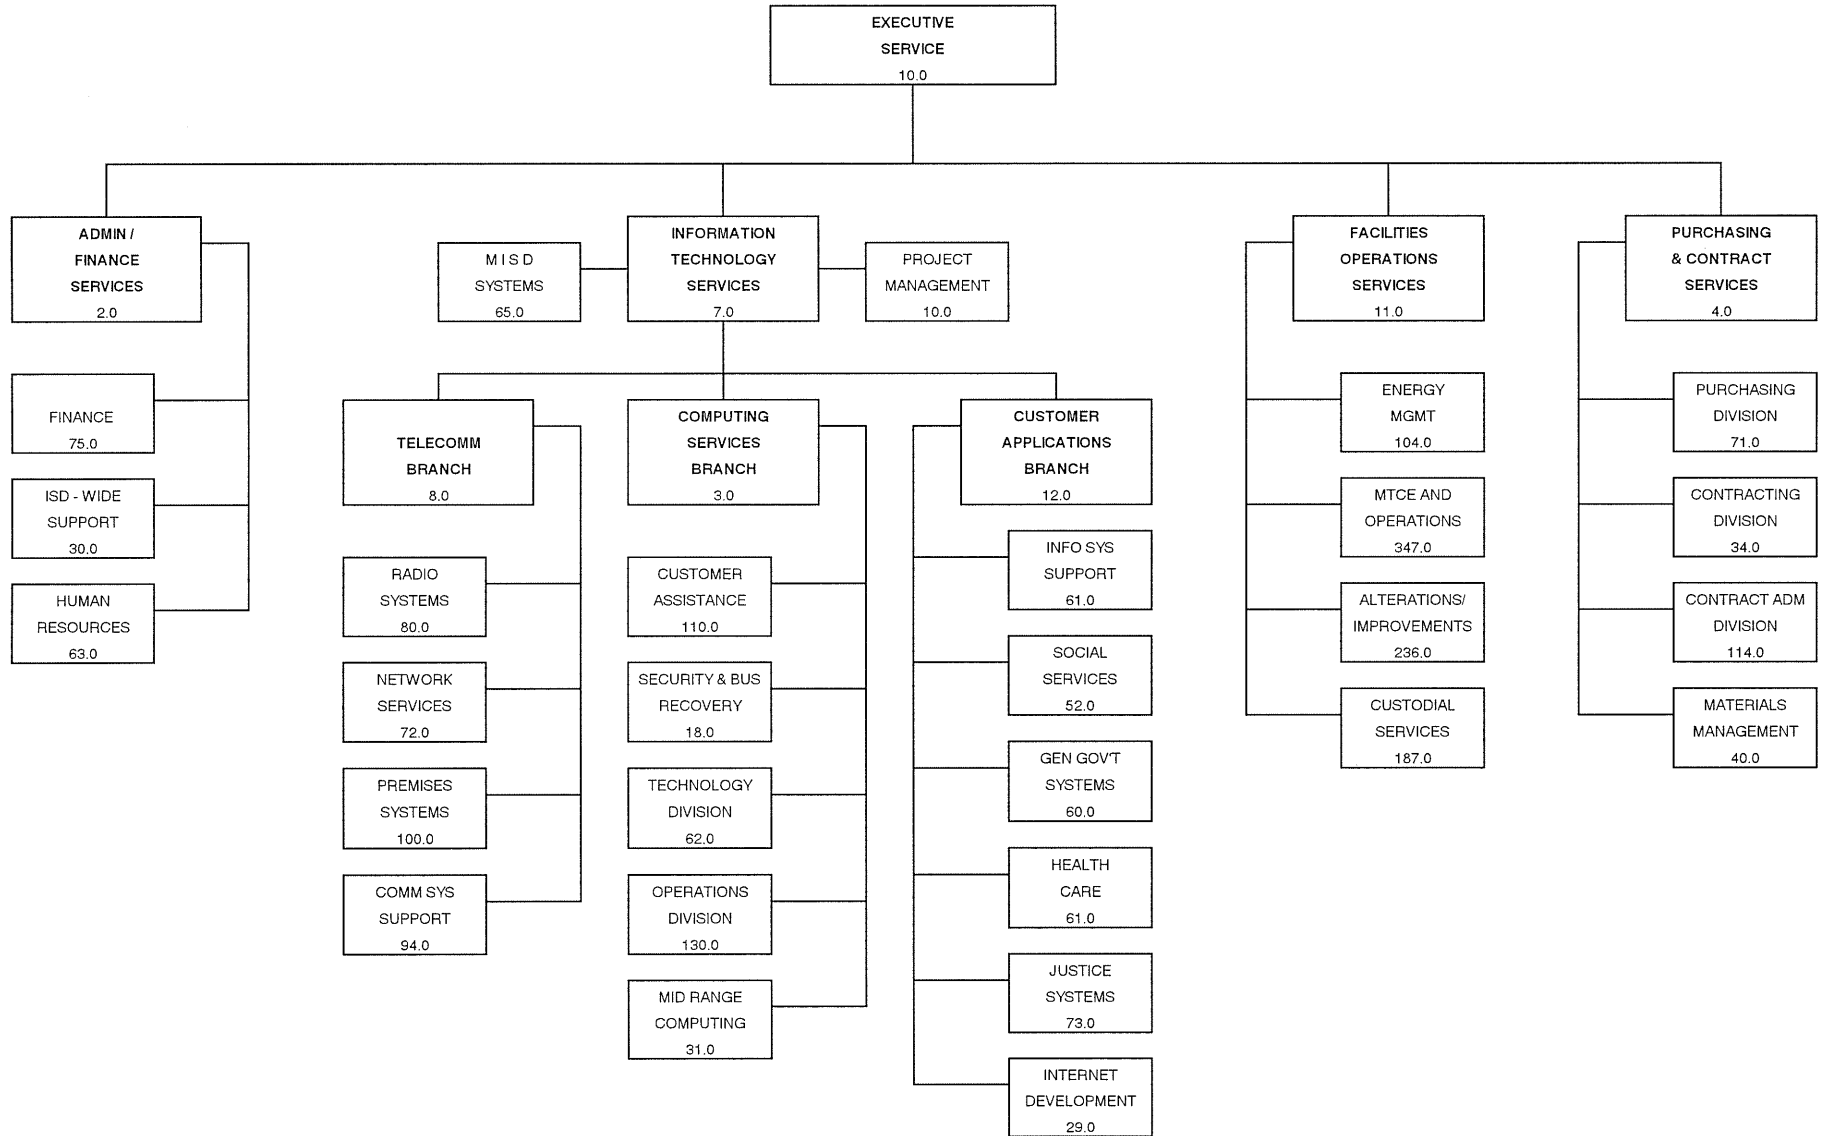 EXECUTIVE
SERVICE
10.0
ADMIN /
FINANCE
SERVICES
2.0
FINANCE
75.0
ISD - WIDE
SUPPORT
30.0
HUMAN
RESOURCES
63.0
M I S D
SYSTEMS
65.0
INFORMATION
TECHNOLOGY
SERVICES
7.0
PROJECT
MANAGEMENT
10.0
TELECOMM
BRANCH
8.0
RADIO
SYSTEMS
80.0
NETWORK
SERVICES
72.0
PREMISES
SYSTEMS
100.0
COMM SYS
SUPPORT
94.0
COMPUTING
SERVICES
BRANCH
3.0
CUSTOMER
ASSISTANCE
110.0
SECURITY & BUS
RECOVERY
18.0
TECHNOLOGY
DIVISION
62.0
OPERATIONS
DIVISION
130.0
MID RANGE
COMPUTING
31.0
CUSTOMER
APPLICATIONS
BRANCH
12.0
INFO SYS
SUPPORT
61.0
SOCIAL
SERVICES
52.0
GEN GOV'T
SYSTEMS
60.0
HEALTH
CARE
61.0
JUSTICE
SYSTEMS
73.0
INTERNET
DEVELOPMENT
29.0
FACILITIES
OPERATIONS
SERVICES
11.0
ENERGY
MGMT
104.0
MTCE AND
OPERATIONS
347.0
ALTERATIONS/
IMPROVEMENTS
236.0
CUSTODIAL
SERVICES
187.0
PURCHASING
& CONTRACT
SERVICES
4.0
PURCHASING
DIVISION
71.0
CONTRACTING
DIVISION
34.0
CONTRACT ADM
DIVISION
114.0
MATERIALS
MANAGEMENT
40.0